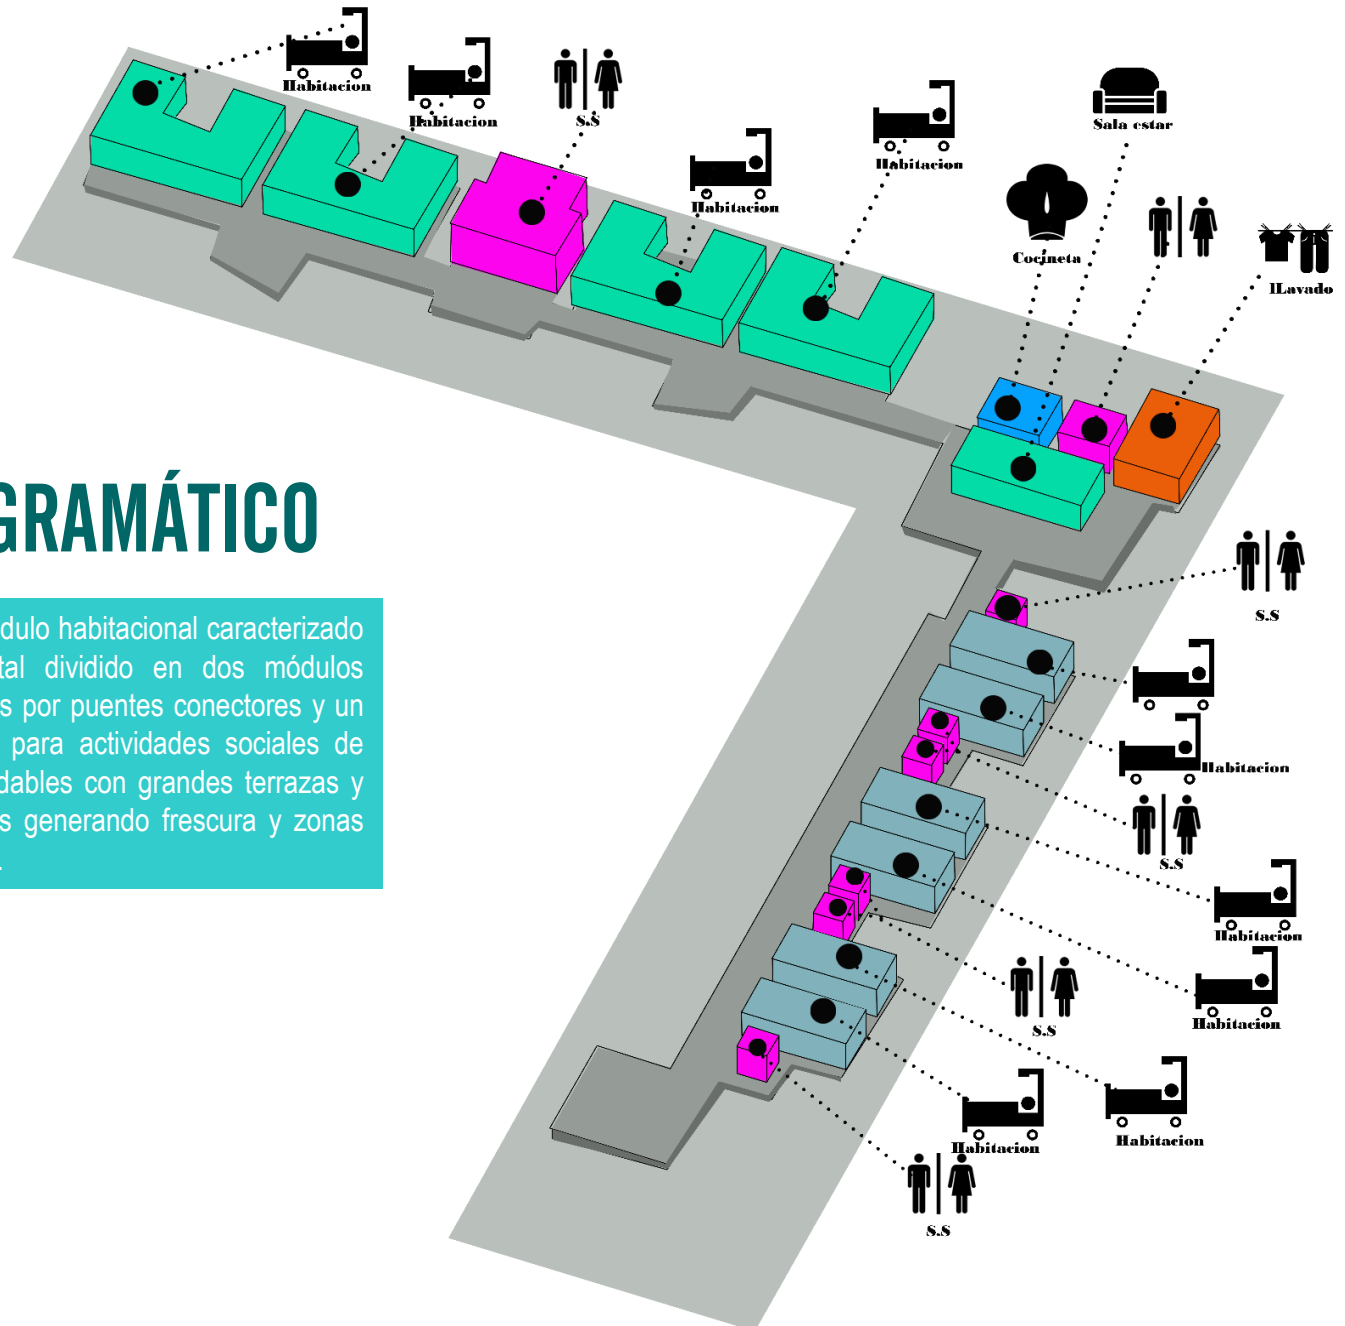 Habitacion
Habitacion
S.S
Habitacion
Habitacion
Sala estar
Cocineta
lLavado
GRAMÁTICO
dulo habitacional caracterizado
tal dividido en dos módulos
s por puentes conectores y un
para actividades sociales de
dables con grandes terrazas y
s generando frescura y zonas
.
S.S
Habitacion
S.S
Habitacion
Habitacion
S.S
Habitacion
Habitacion
S.S